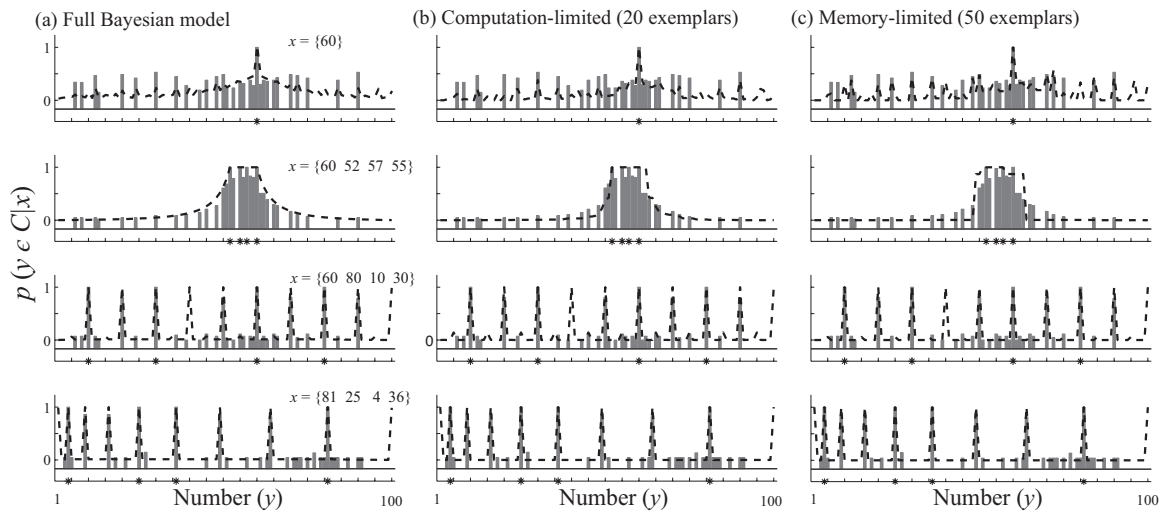 (a) Full Bayesian model
(b) Computation-limited (20 exemplars)
(c) Memory-limited (50 exemplars)
p (y ϵ C|x)
1
0
x = {60}
1
0
1
0
1
0
x = {60 52 57 55}
1
0
1
0
1
0
x = {60 80 10 30}
1
0
1
0
1
0
x = {81 25 4 36}
1
0
1
0
1
0
1 Number (y) 100
1 Number (y) 100
1 Number (y) 100